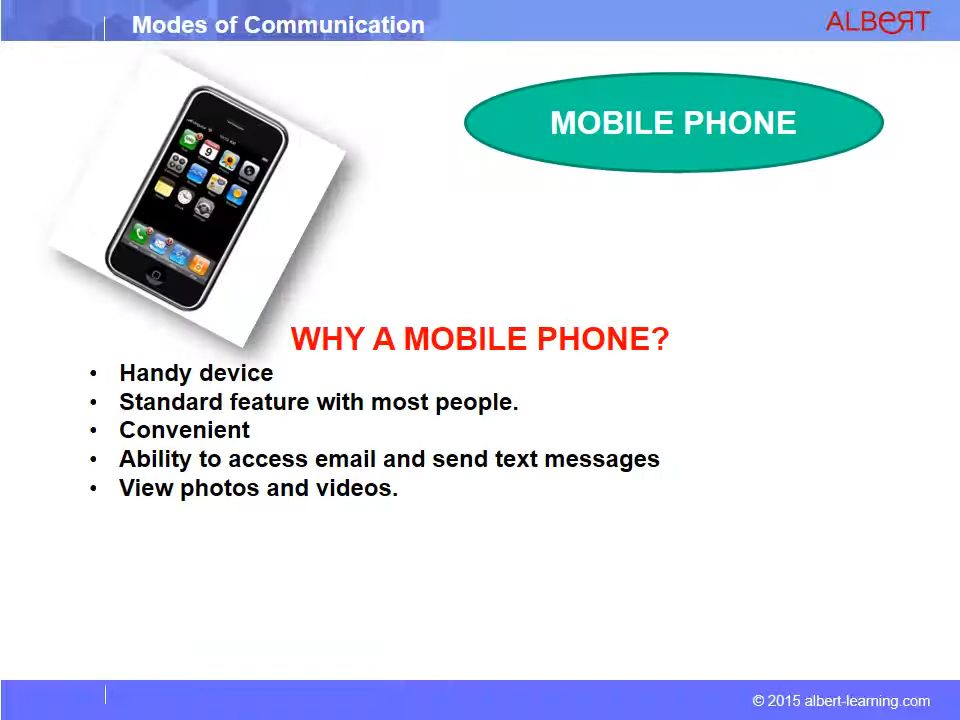 Modes of Communication
ALBERT
MOBILE PHONE
WHY A MOBILE PHONE?
• Handy device
• Standard feature with most people.
• Convenient
• Ability to access email and send text messages
• View photos and videos.
© 2015 albert-learning.com